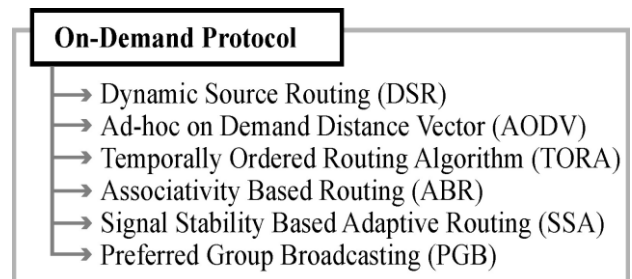 On-Demand Protocol
Dynamic Source Routing (DSR)
Ad-hoc on Demand Distance Vector (AODV)
Temporally Ordered Routing Algorithm (TORA)
Associativity Based Routing (ABR)
Signal Stability Based Adaptive Routing (SSA)
Preferred Group Broadcasting (PGB)